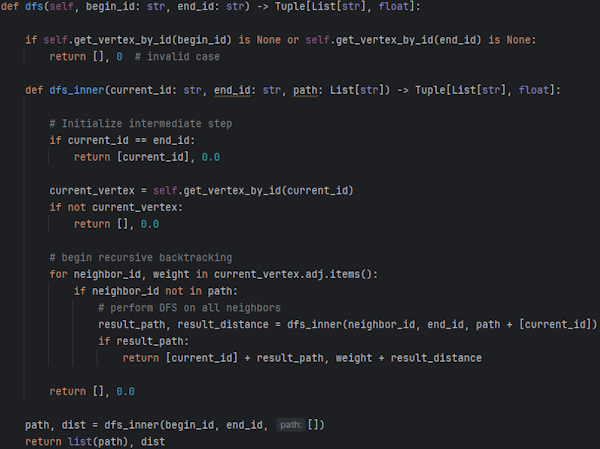 def dfs(self, begin_id: str, end_id: str) -> Tuple[List[str], float]:

    if self.get_vertex_by_id(begin_id) is None or self.get_vertex_by_id(end_id) is None:
        return [], 0  # invalid case

    def dfs_inner(current_id: str, end_id: str, path: List[str]) -> Tuple[List[str], float]:

        # Initialize intermediate step
        if current_id == end_id:
            return [current_id], 0.0

        current_vertex = self.get_vertex_by_id(current_id)
        if not current_vertex:
            return [], 0.0

        # begin recursive backtracking
        for neighbor_id, weight in current_vertex.adj.items():
            if neighbor_id not in path:
                # perform DFS on all neighbors
                result_path, result_distance = dfs_inner(neighbor_id, end_id, path + [current_id])
                if result_path:
                    return [current_id] + result_path, weight + result_distance

        return [], 0.0

    path, dist = dfs_inner(begin_id, end_id, path: [])
    return list(path), dist